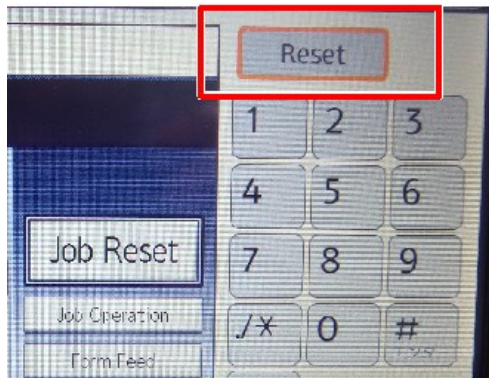 Reset
1 2 3
4 5 6
Job Reset
7 8 9
Job Operation
./* 0 #
Form Feed